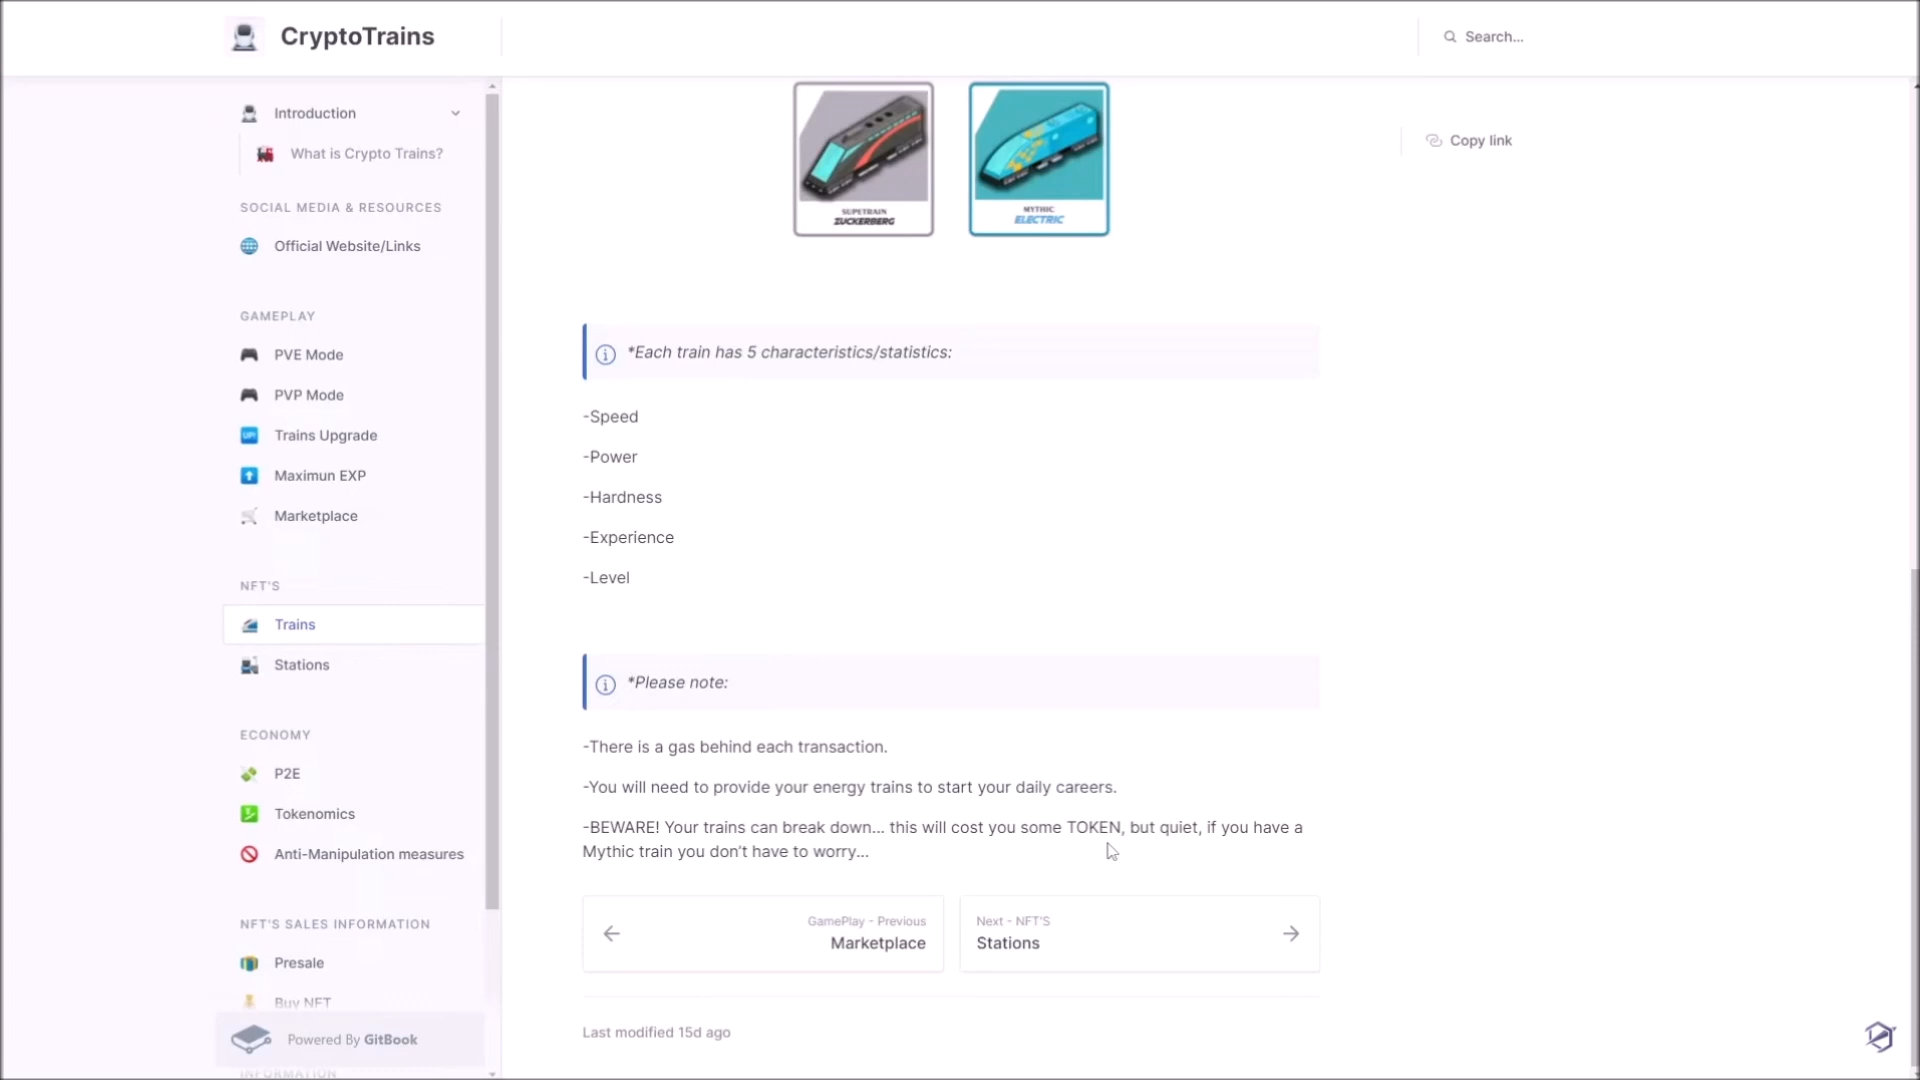 CryptoTrains
Search...
Introduction
What is Crypto Trains?
SOCIAL MEDIA & RESOURCES
Official Website/Links
GAMEPLAY
PVE Mode
PVP Mode
Trains Upgrade
Maximun EXP
Marketplace
NFT'S
Trains
Stations
ECONOMY
P2E
Tokenomics
Anti-Manipulation measures
NFT'S SALES INFORMATION
Presale
Buy NFT
Powered By GitBook
INFORMATION
SUPETRAIN
ZUCKERBERG
MYTHIC
ELECTRIC
Copy link
*Each train has 5 characteristics/statistics:
-Speed
-Power
-Hardness
-Experience
-Level
*Please note:
-There is a gas behind each transaction.
-You will need to provide your energy trains to start your daily careers.
-BEWARE! Your trains can break down... this will cost you some TOKEN, but quiet, if you have a
Mythic train you don't have to worry...
GamePlay - Previous
Marketplace
Next - NFT'S
Stations
Last modified 15d ago